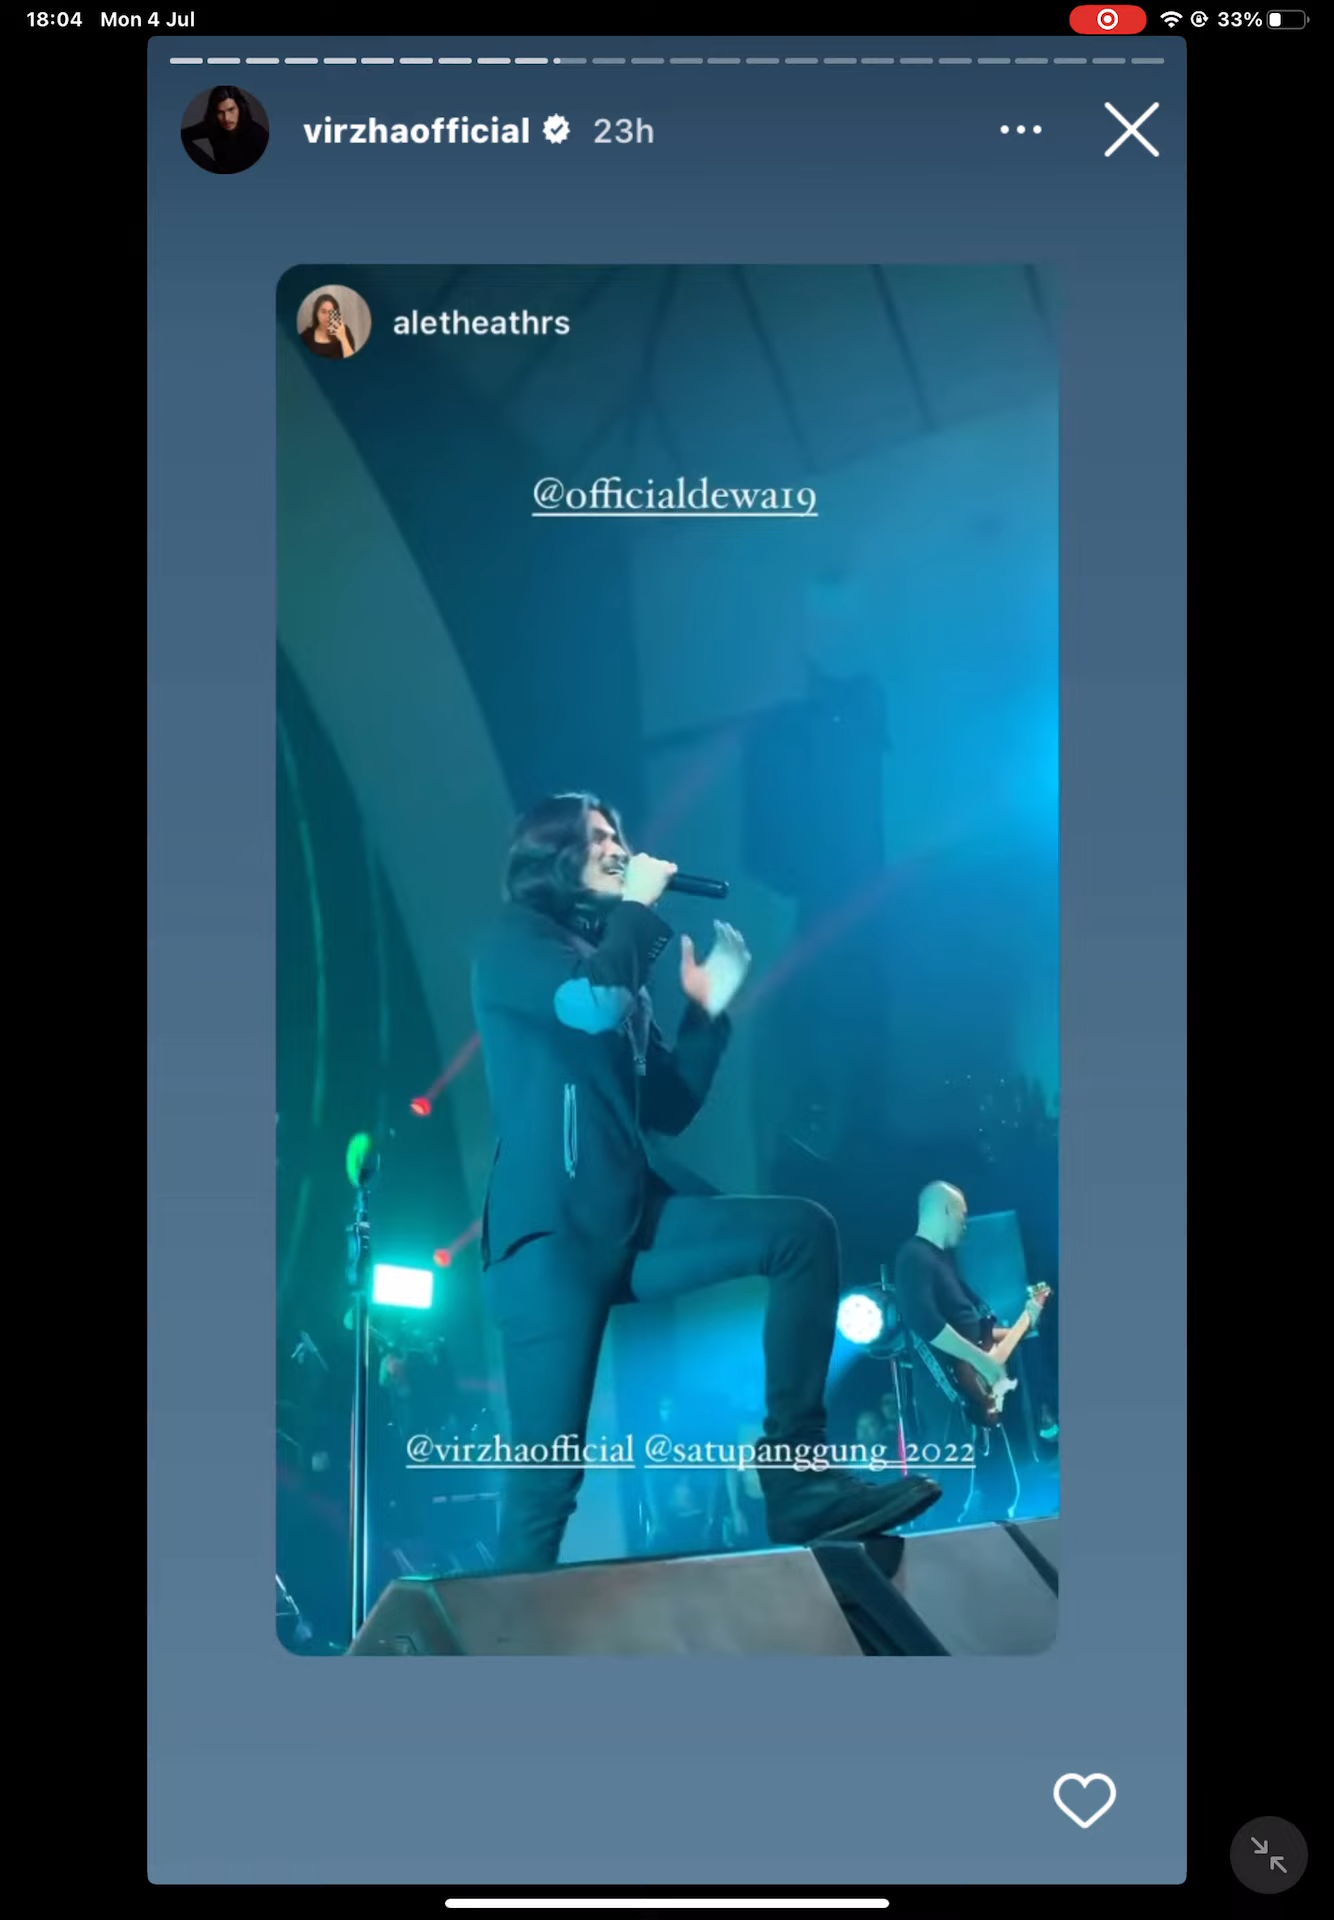 18:04 Mon 4 Jul 33%
virzhaofficial 23h
aletheathrs
@officialdewa19
@virzhaofficial @satupanggung_2022